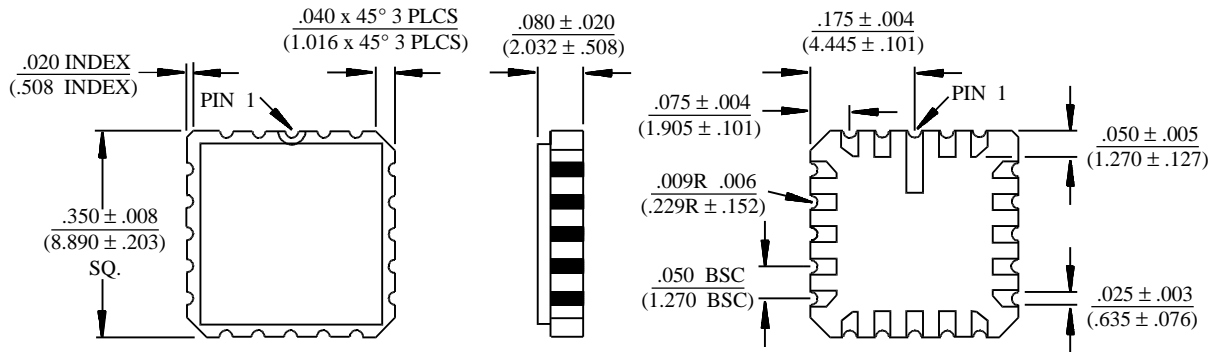 .040 x 45° 3 PLCS
(1.016 x 45° 3 PLCS)
.080 ± .020
(2.032 ± .508)
.175 ± .004
(4.445 ± .101)
.020 INDEX
(.508 INDEX)
PIN 1
PIN 1
.075 ± .004
(1.905 ± .101)
.050 ± .005
(1.270 ± .127)
.009R .006
(.229R ± .152)
.350 ± .008
(8.890 ± .203)
SQ.
.050 BSC
(1.270 BSC)
.025 ± .003
(.635 ± .076)